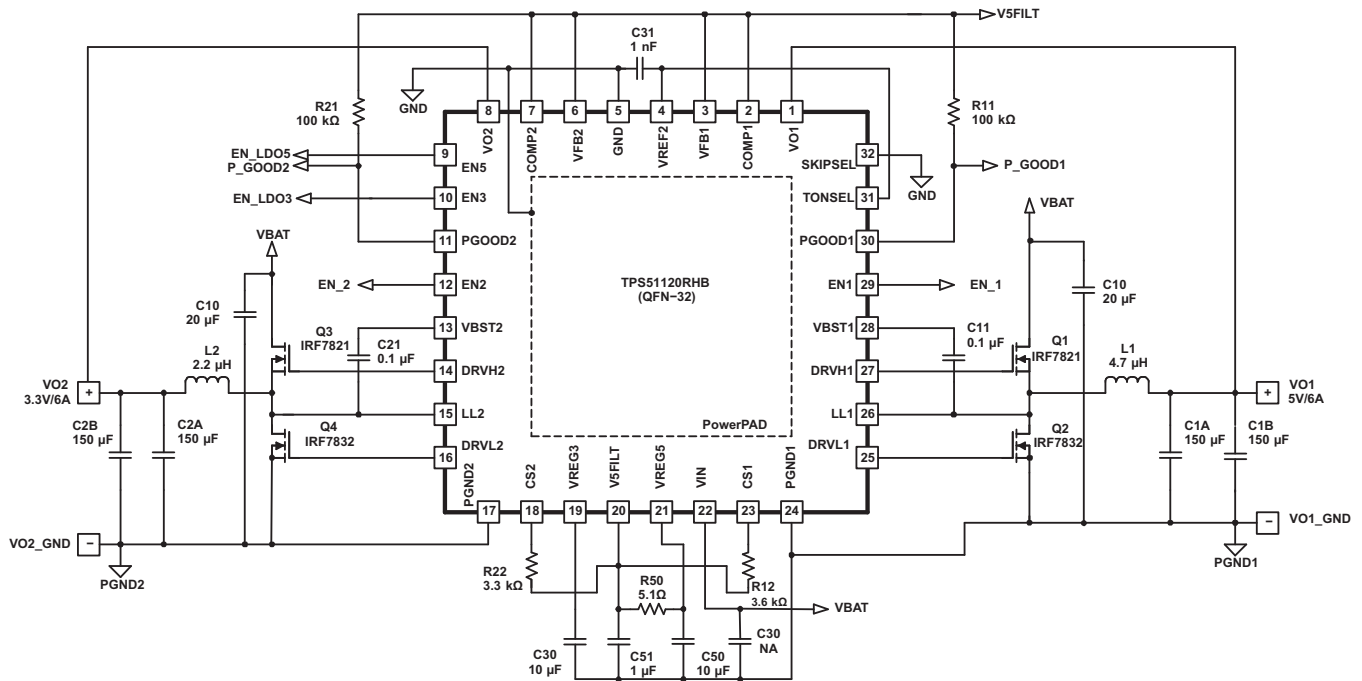 V5FILT
C31
1 nF
GND
R21
100 kΩ
R11
100 kΩ
8 7 6 5 4 3 2 1
VO2
COMP2
VFB2
GND
VREF2
VFB1
COMP1
VO1
EN_LDO5
P_GOOD2
9
EN5
32
SKIPSEL
GND
P_GOOD1
EN_LDO3
10
EN3
TONSEL
31
VBAT
11
PGOOD2
PGOOD1
30
VBAT
TPS51120RHB
(QFN−32)
EN_2
12
EN2
EN1
29
EN_1
C10
20 µF
C10
20 µF
13
VBST2
VBST1
28
Q3
IRF7821
C21
0.1 µF
C11
0.1 µF
Q1
IRF7821
L2
2.2 µH
L1
4.7 µH
14
DRVH2
DRVH1
27
VO2
3.3V/6A
+
+
VO1
5V/6A
15
LL2
LL1
26
PowerPAD
C2B
150 µF
C2A
150 µF
Q4
IRF7832
Q2
IRF7832
C1A
150 µF
C1B
150 µF
16
DRVL2
DRVL1
25
PGND2
CS2
VREG3
V5FILT
VREG5
VIN
CS1
PGND1
17 18 19 20 21 22 23 24
VO2_GND
−
−
VO1_GND
PGND2
PGND1
R22
3.3 kΩ
R50
5.1Ω
R12
3.6 kΩ
VBAT
C30
10 µF
C51
1 µF
C50
10 µF
C30
NA